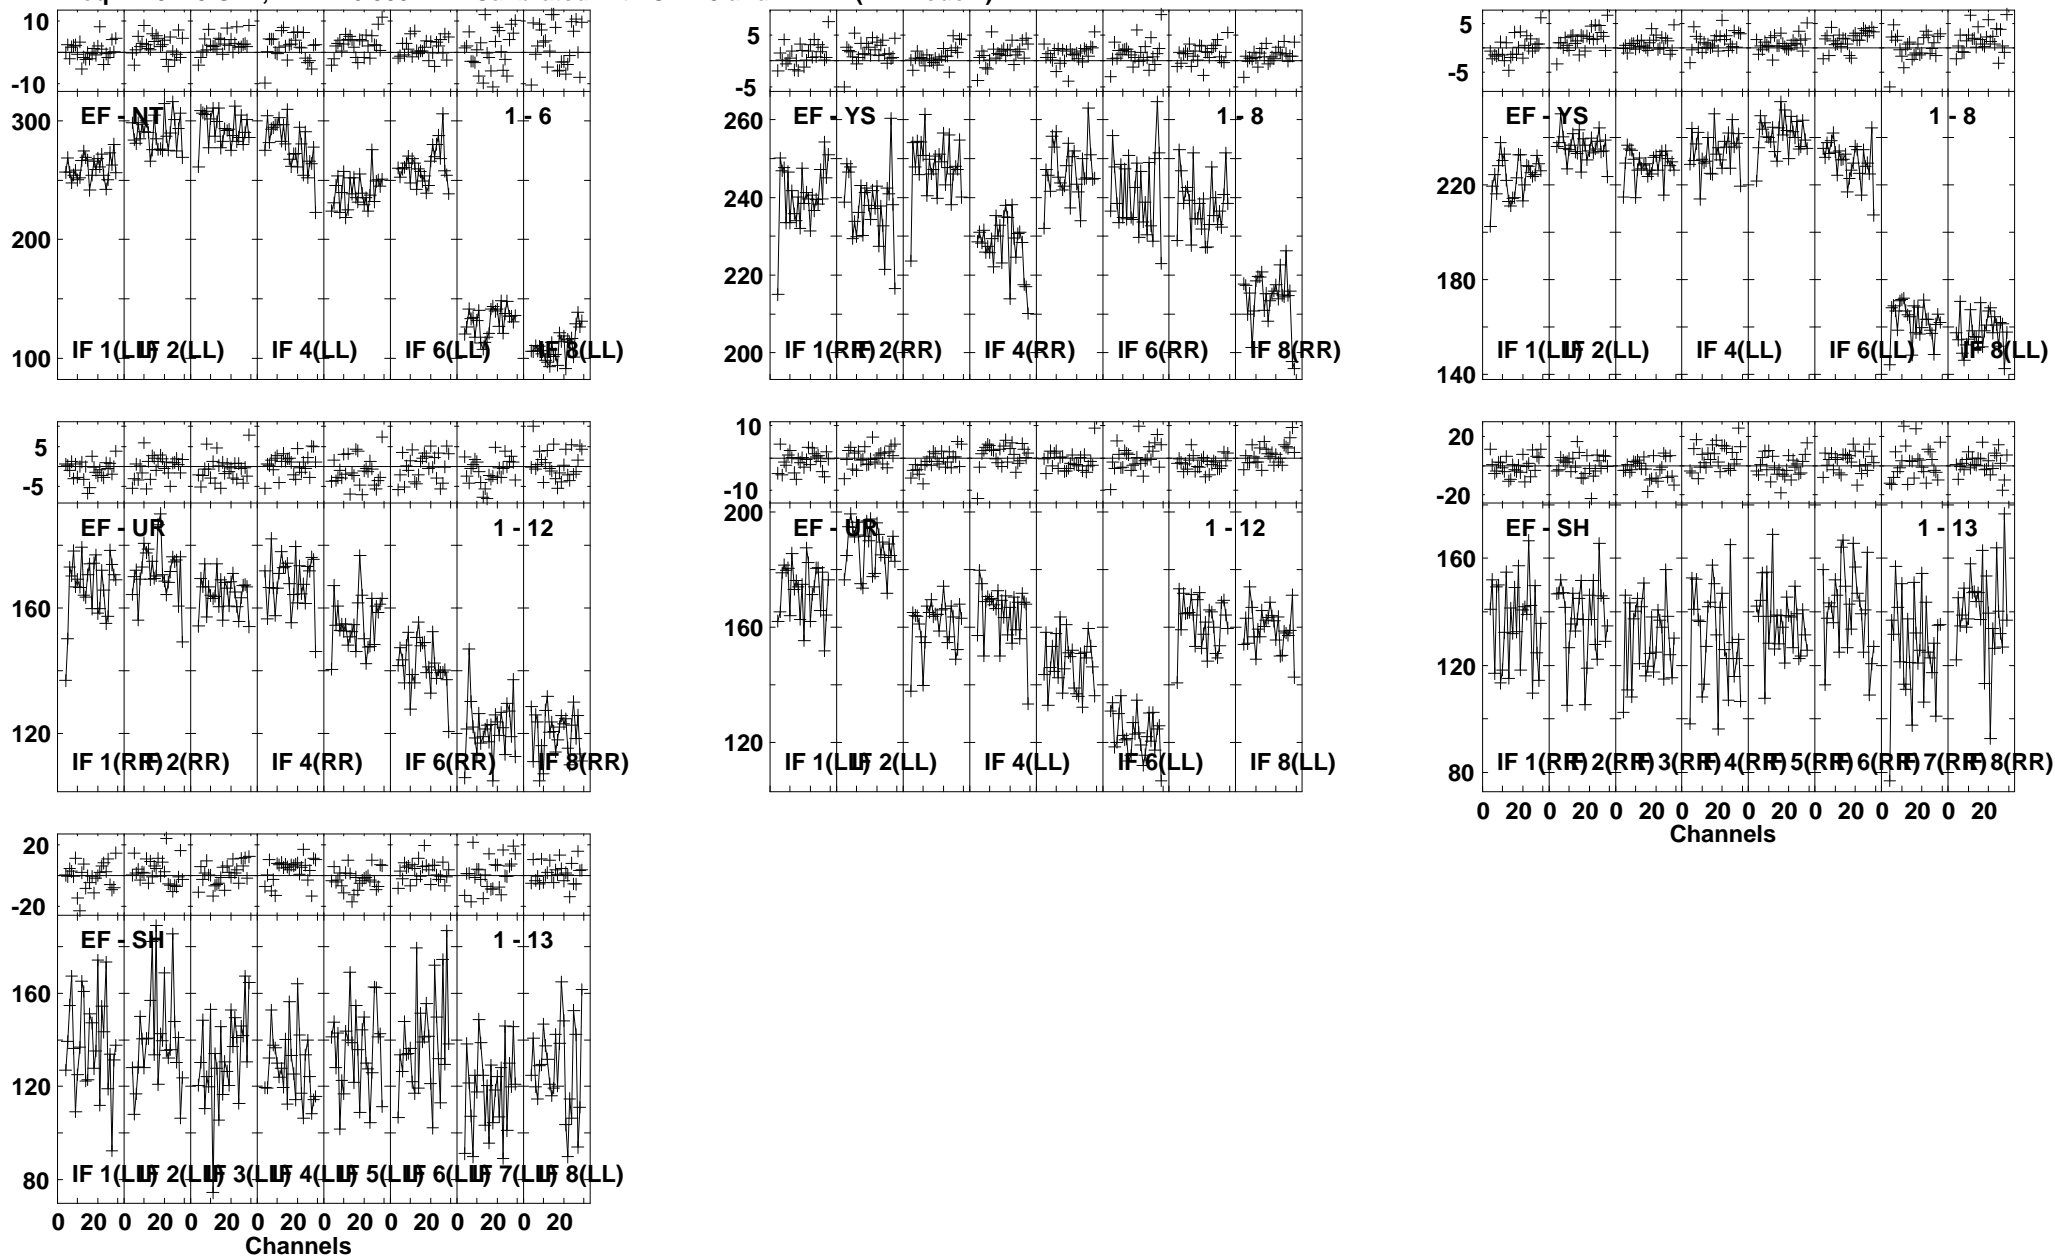 10
-10
EF - NT 1 - 6
300
200
100
IF 1(LL) IF 2(LL) IF 4(LL) IF 6(LL) IF 8(LL)
5
-5
EF - YS 1 - 8
260
240
220
200
IF 1(RR) IF 2(RR) IF 4(RR) IF 6(RR) IF 8(RR)
5
-5
EF - YS 1 - 8
220
180
140
IF 1(LL) IF 2(LL) IF 4(LL) IF 6(LL) IF 8(LL)
5
-5
EF - UR 1 - 12
160
120
IF 1(RR) IF 2(RR) IF 4(RR) IF 6(RR) IF 8(RR)
10
-10
EF - UR 1 - 12
200
160
120
IF 1(LL) IF 2(LL) IF 4(LL) IF 6(LL) IF 8(LL)
20
-20
EF - SH 1 - 13
160
120
80
IF 1(RR) IF 2(RR) IF 3(RR) IF 4(RR) IF 5(RR) IF 6(RR) IF 7(RR) IF 8(RR)
0 20 0 20 0 20 0 20 0 20 0 20 0 20 0 20
Channels
20
-20
EF - SH 1 - 13
160
120
80
IF 1(LL) IF 2(LL) IF 3(LL) IF 4(LL) IF 5(LL) IF 6(LL) IF 7(LL) IF 8(LL)
0 20 0 20 0 20 0 20 0 20 0 20 0 20 0 20
Channels